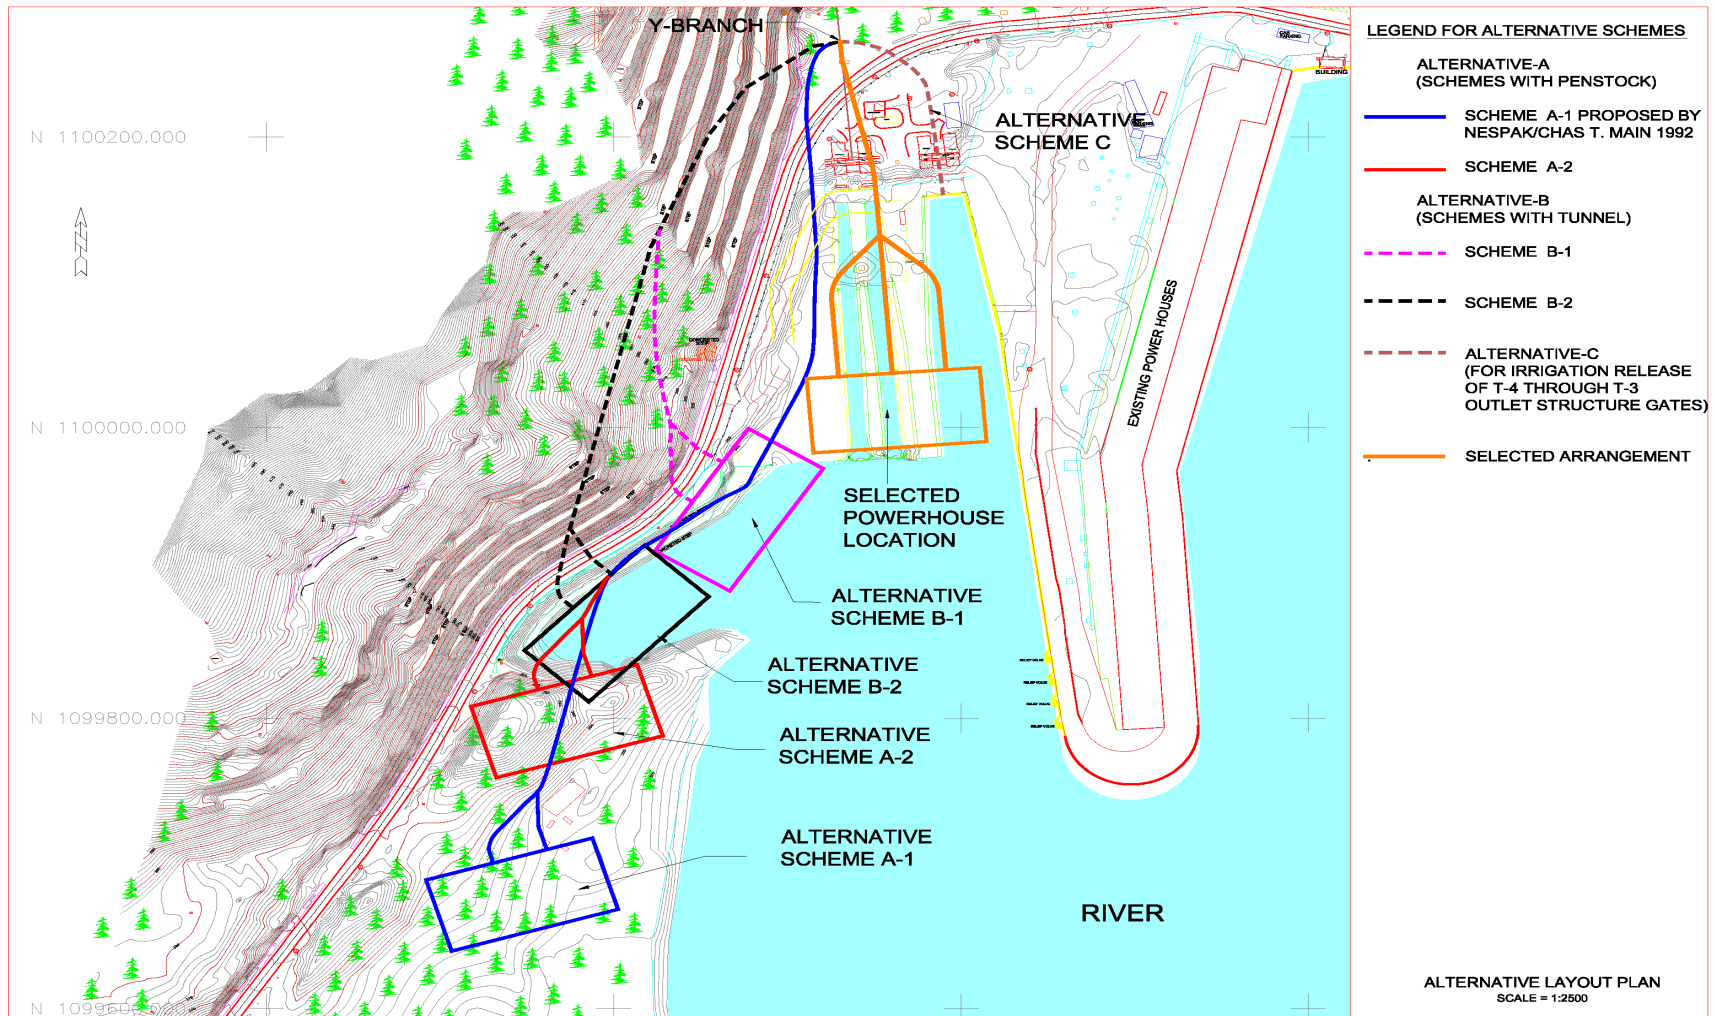 Y-BRANCH
BUILDING
N 1100200.000
ALTERNATIVE
SCHEME C
EXISTING POWER HOUSES
N 1100000.000
SELECTED
POWERHOUSE
LOCATION
ALTERNATIVE
SCHEME B-1
ALTERNATIVE
SCHEME B-2
N 1099800.000
ALTERNATIVE
SCHEME A-2
ALTERNATIVE
SCHEME A-1
RIVER
N 1099600.000
LEGEND FOR ALTERNATIVE SCHEMES
ALTERNATIVE-A
(SCHEMES WITH PENSTOCK)
SCHEME A-1 PROPOSED BY
NESPAK/CHAS T. MAIN 1992
SCHEME A-2
ALTERNATIVE-B
(SCHEMES WITH TUNNEL)
SCHEME B-1
SCHEME B-2
ALTERNATIVE-C
(FOR IRRIGATION RELEASE
OF T-4 THROUGH T-3
OUTLET STRUCTURE GATES)
SELECTED ARRANGEMENT
ALTERNATIVE LAYOUT PLAN
SCALE = 1:2500